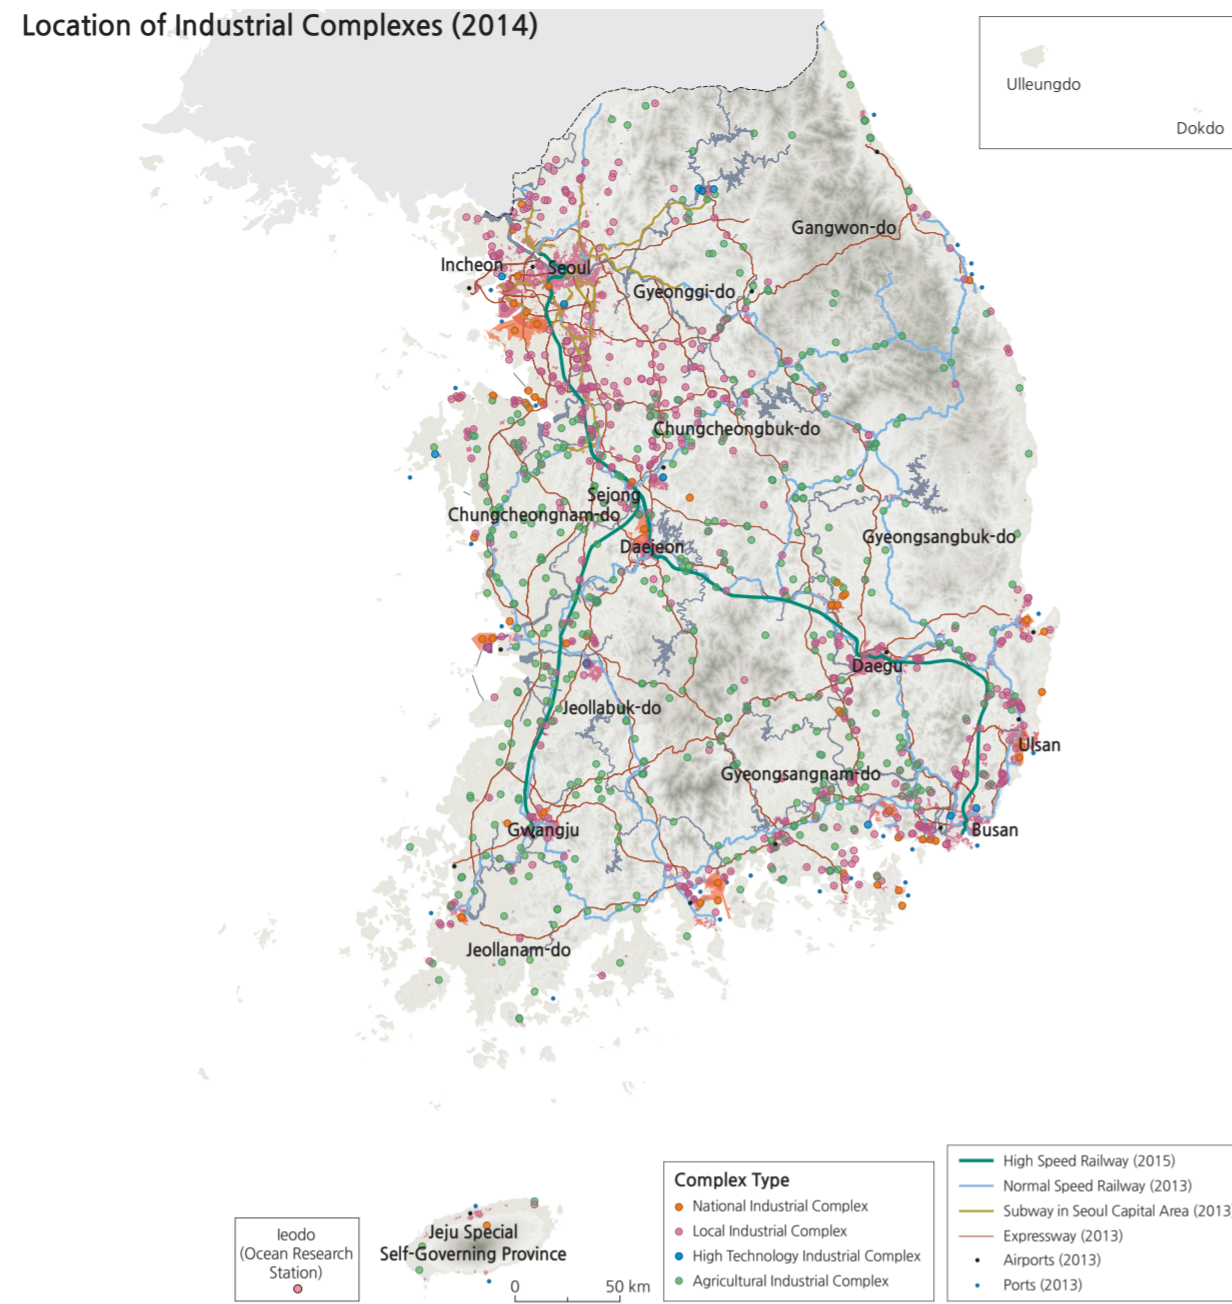 Location of Industrial Complexes (2014)
Ulleungdo
Dokdo
Gangwon-do
Incheon
Seoul
Gyeonggi-do
Chungcheongbuk-do
Sejong
Chungcheongnam-do
Gyeongsangbuk-do
Daejeon
Daegu
Jeollabuk-do
Ulsan
Gyeongsangnam-do
Gwangju
Busan
Jeollanam-do
Ieodo
(Ocean Research
Station)
Jeju Special
Self-Governing Province
0 50 km
Complex Type
National Industrial Complex
Local Industrial Complex
High Technology Industrial Complex
Agricultural Industrial Complex
High Speed Railway (2015)
Normal Speed Railway (2013)
Subway in Seoul Capital Area (2013)
Expressway (2013)
Airports (2013)
Ports (2013)